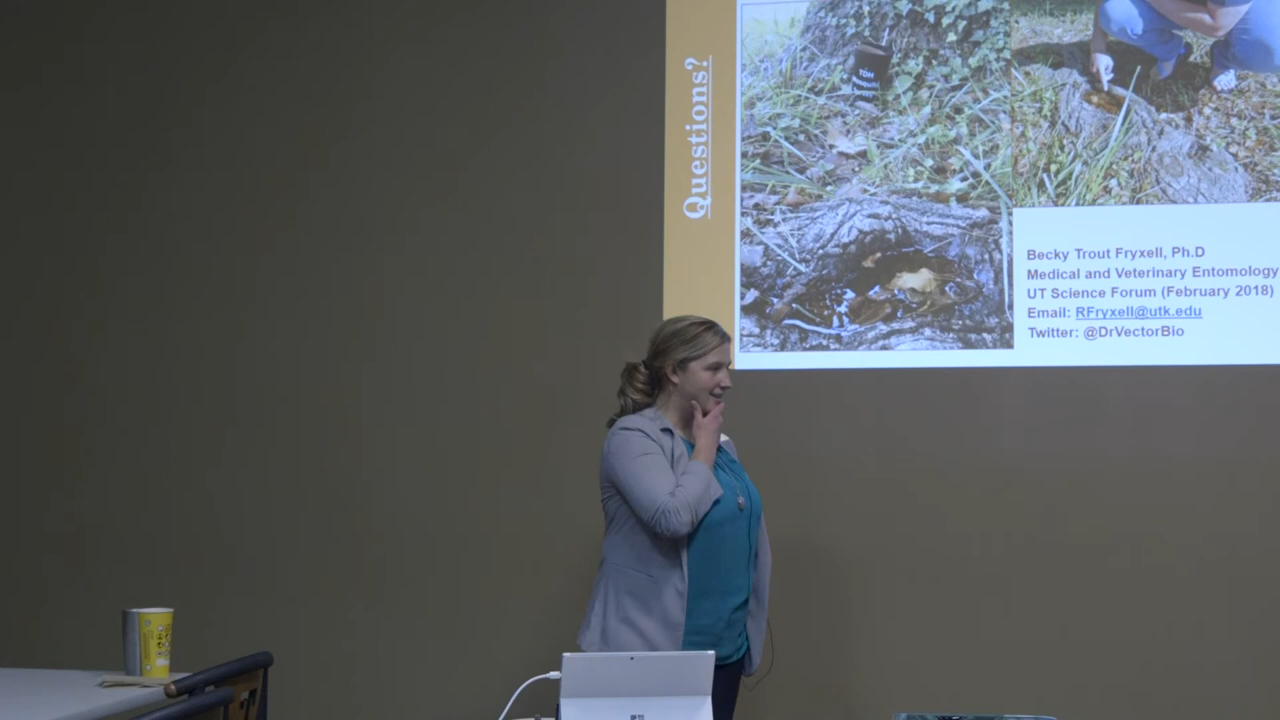 Questions?
TDH
Becky Trout Fryxell, Ph.D
Medical and Veterinary Entomology
UT Science Forum (February 2018)
Email: RFryxell@utk.edu
Twitter: @DrVectorBio